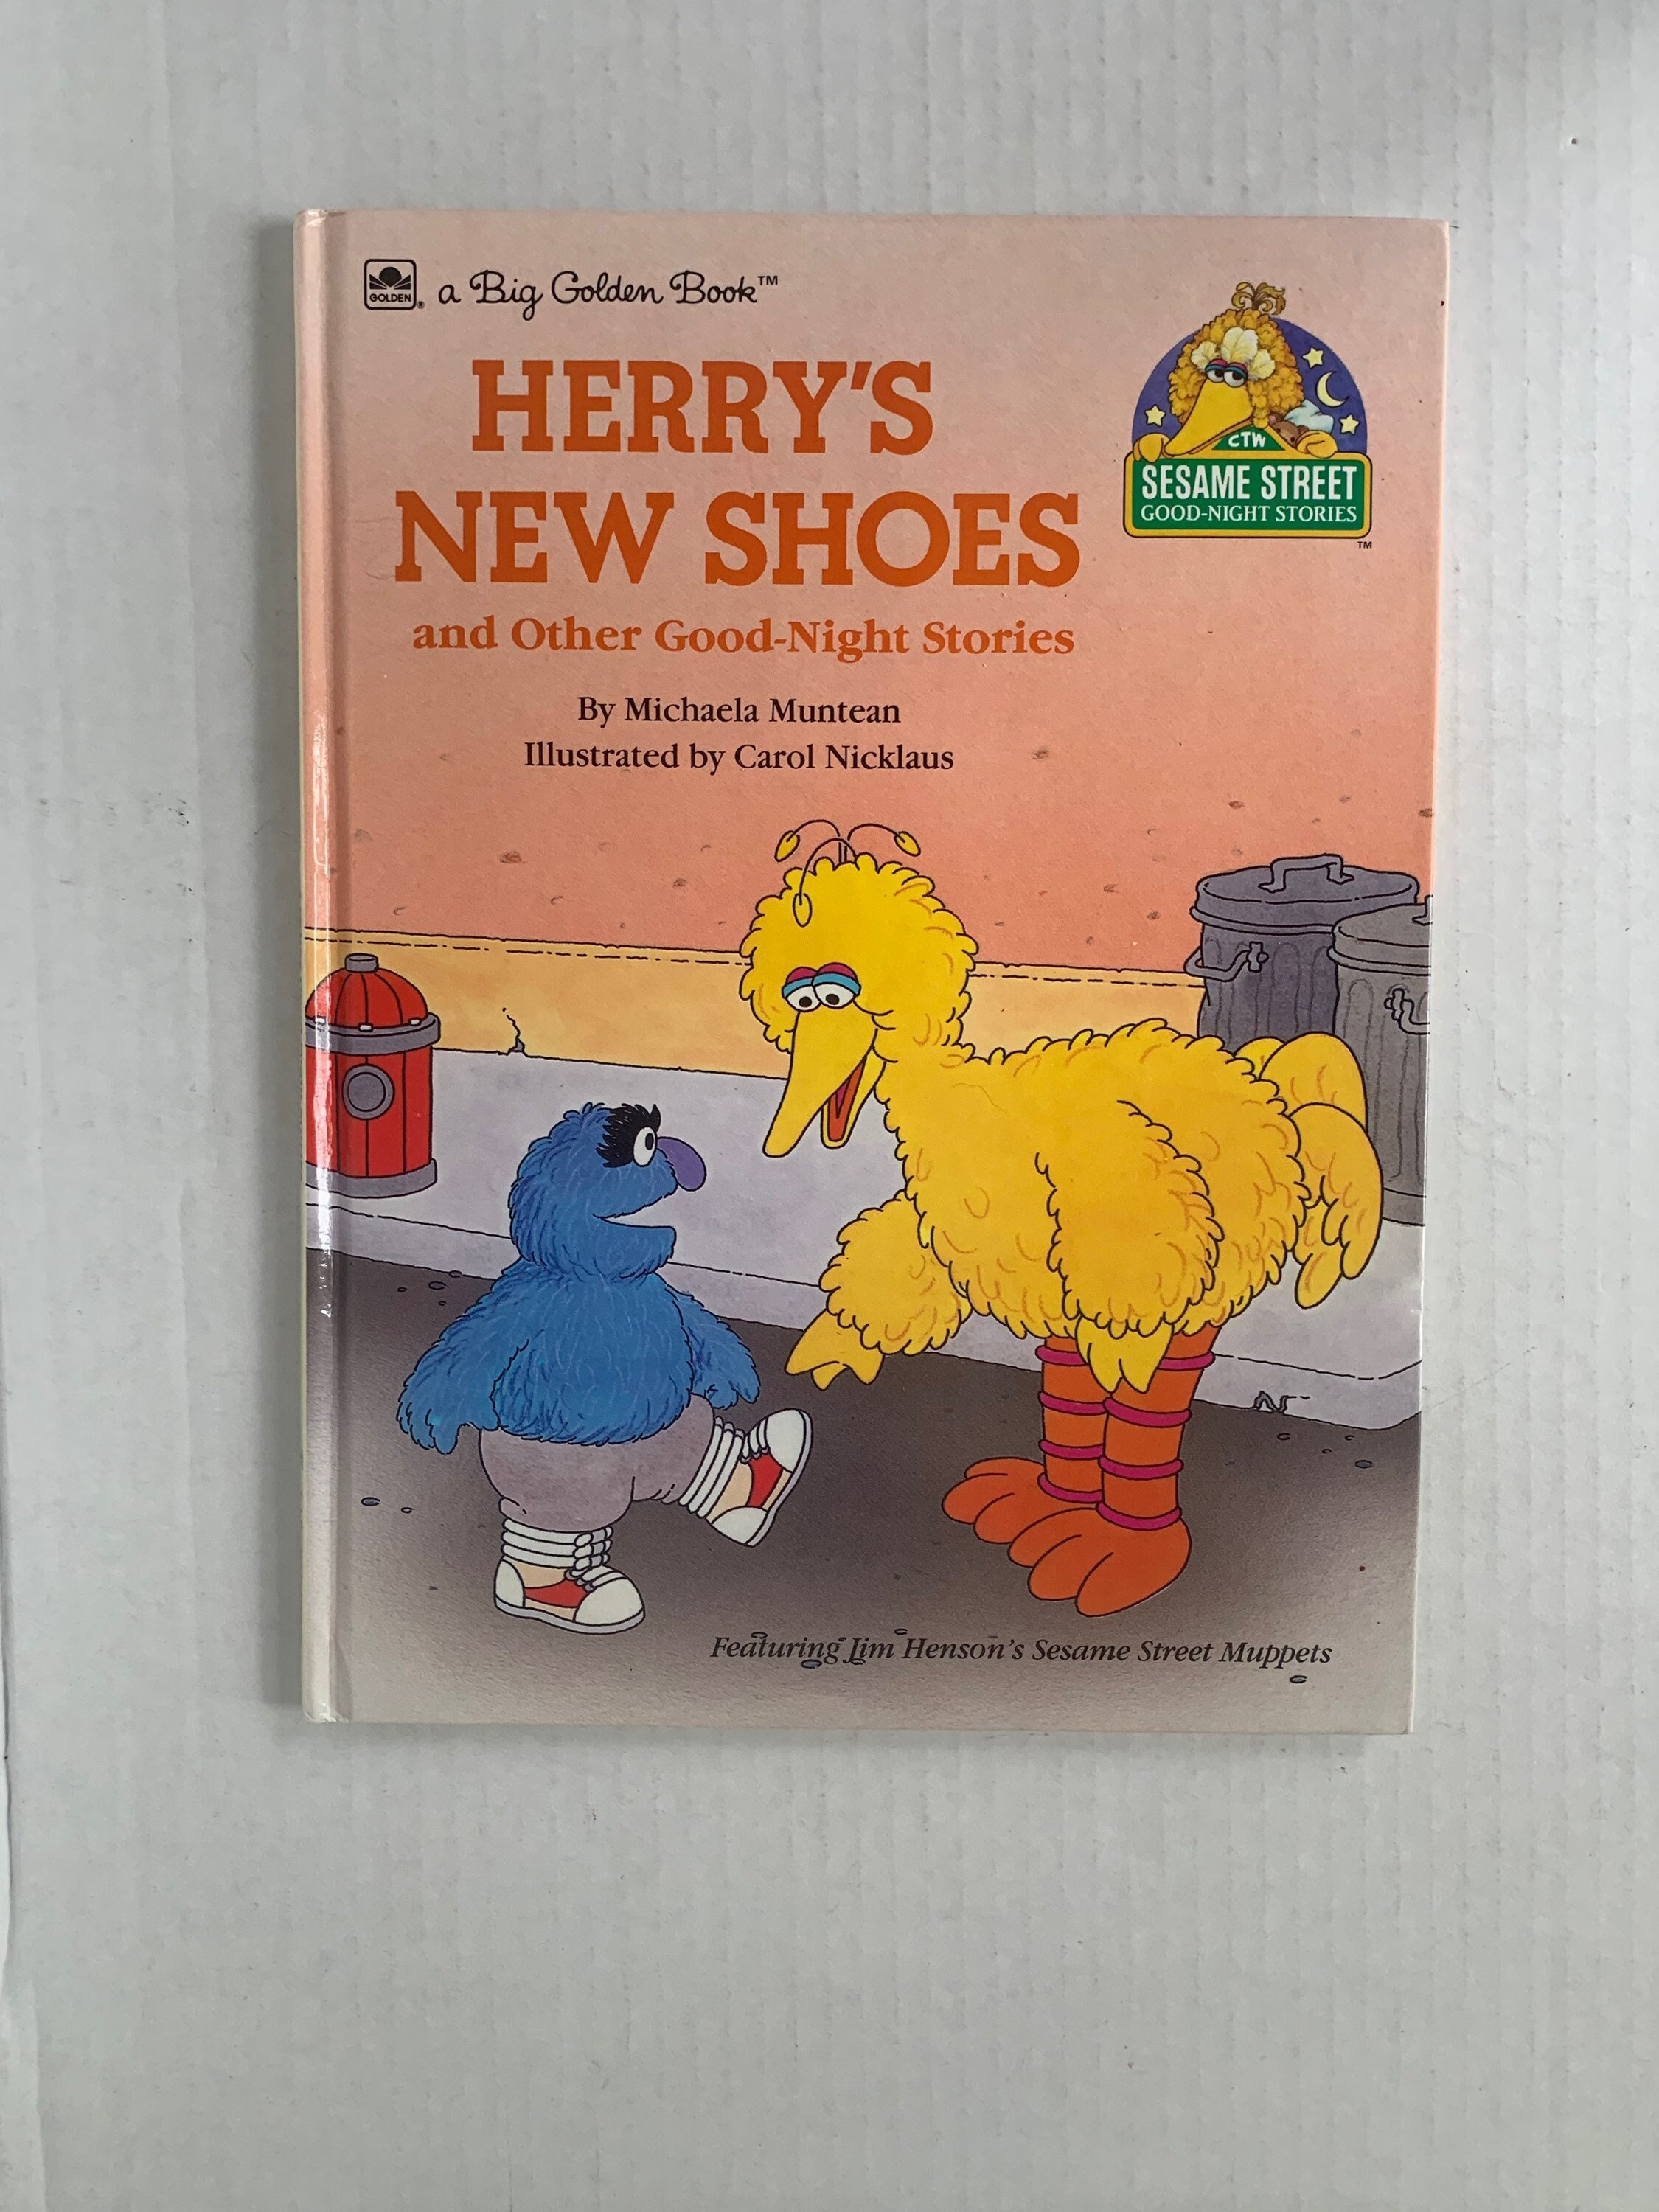 GOLDEN® a Big Golden Book™
HERRY'S
NEW SHOES
and Other Good-Night Stories
By Michaela Muntean
Illustrated by Carol Nicklaus
CTW
SESAME STREET
GOOD-NIGHT STORIES
TM
Featuring Jim Henson's Sesame Street Muppets